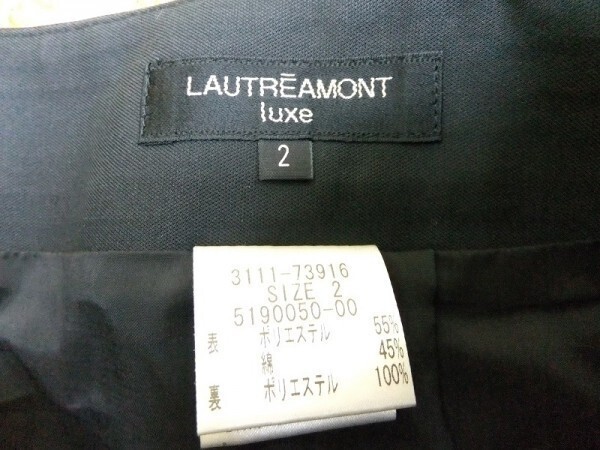 LAUTRĒAMONT
luxe
2
3111-73916
SIZE 2
5190050-00
表 ポリエステル 55%
綿 45%
裏 ポリエステル 100%